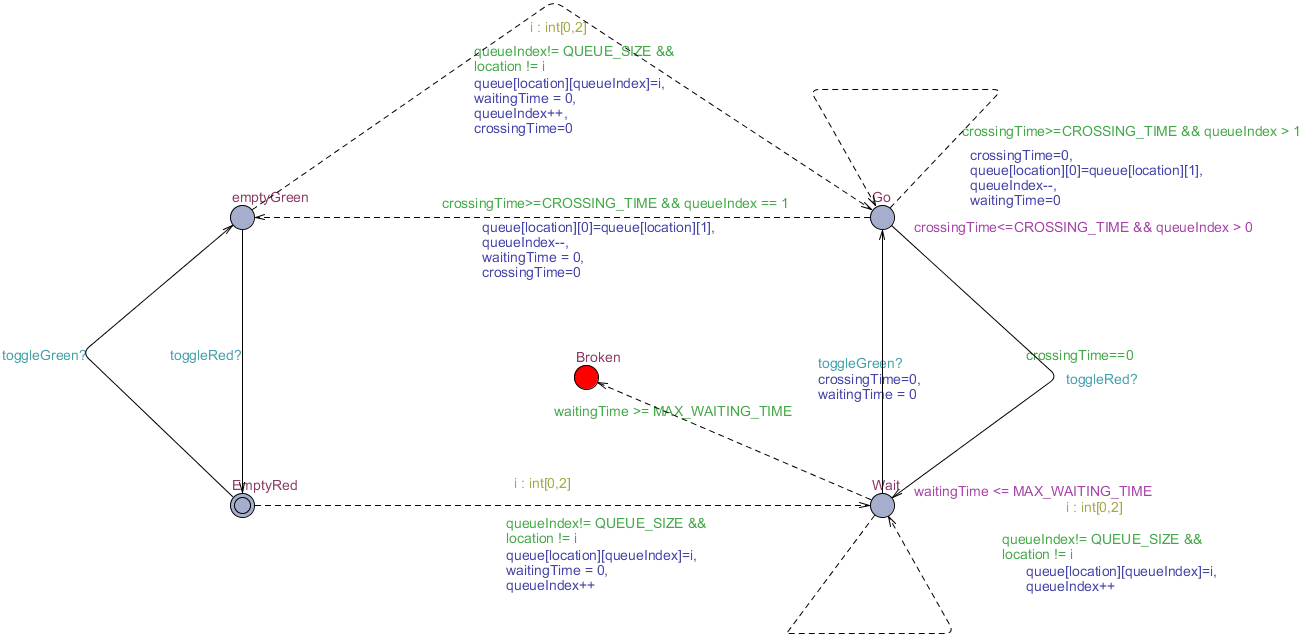 i : int[0,2]
queueIndex!= QUEUE_SIZE &&
location != i
queue[location][queueIndex]=i,
waitingTime = 0,
queueIndex++,
crossingTime=0
crossingTime>=CROSSING_TIME && queueIndex > 1
crossingTime=0,
queue[location][0]=queue[location][1],
queueIndex--,
waitingTime=0
emptyGreen
Go
crossingTime>=CROSSING_TIME && queueIndex == 1
queue[location][0]=queue[location][1],
queueIndex--,
waitingTime = 0,
crossingTime=0
crossingTime<=CROSSING_TIME && queueIndex > 0
toggleGreen?
toggleRed?
Broken
waitingTime >= MAX_WAITING_TIME
toggleGreen?
crossingTime=0,
waitingTime = 0
crossingTime==0
toggleRed?
EmptyRed
i : int[0,2]
queueIndex!= QUEUE_SIZE &&
location != i
queue[location][queueIndex]=i,
waitingTime = 0,
queueIndex++
Wait
waitingTime <= MAX_WAITING_TIME
i : int[0,2]
queueIndex!= QUEUE_SIZE &&
location != i
queue[location][queueIndex]=i,
queueIndex++